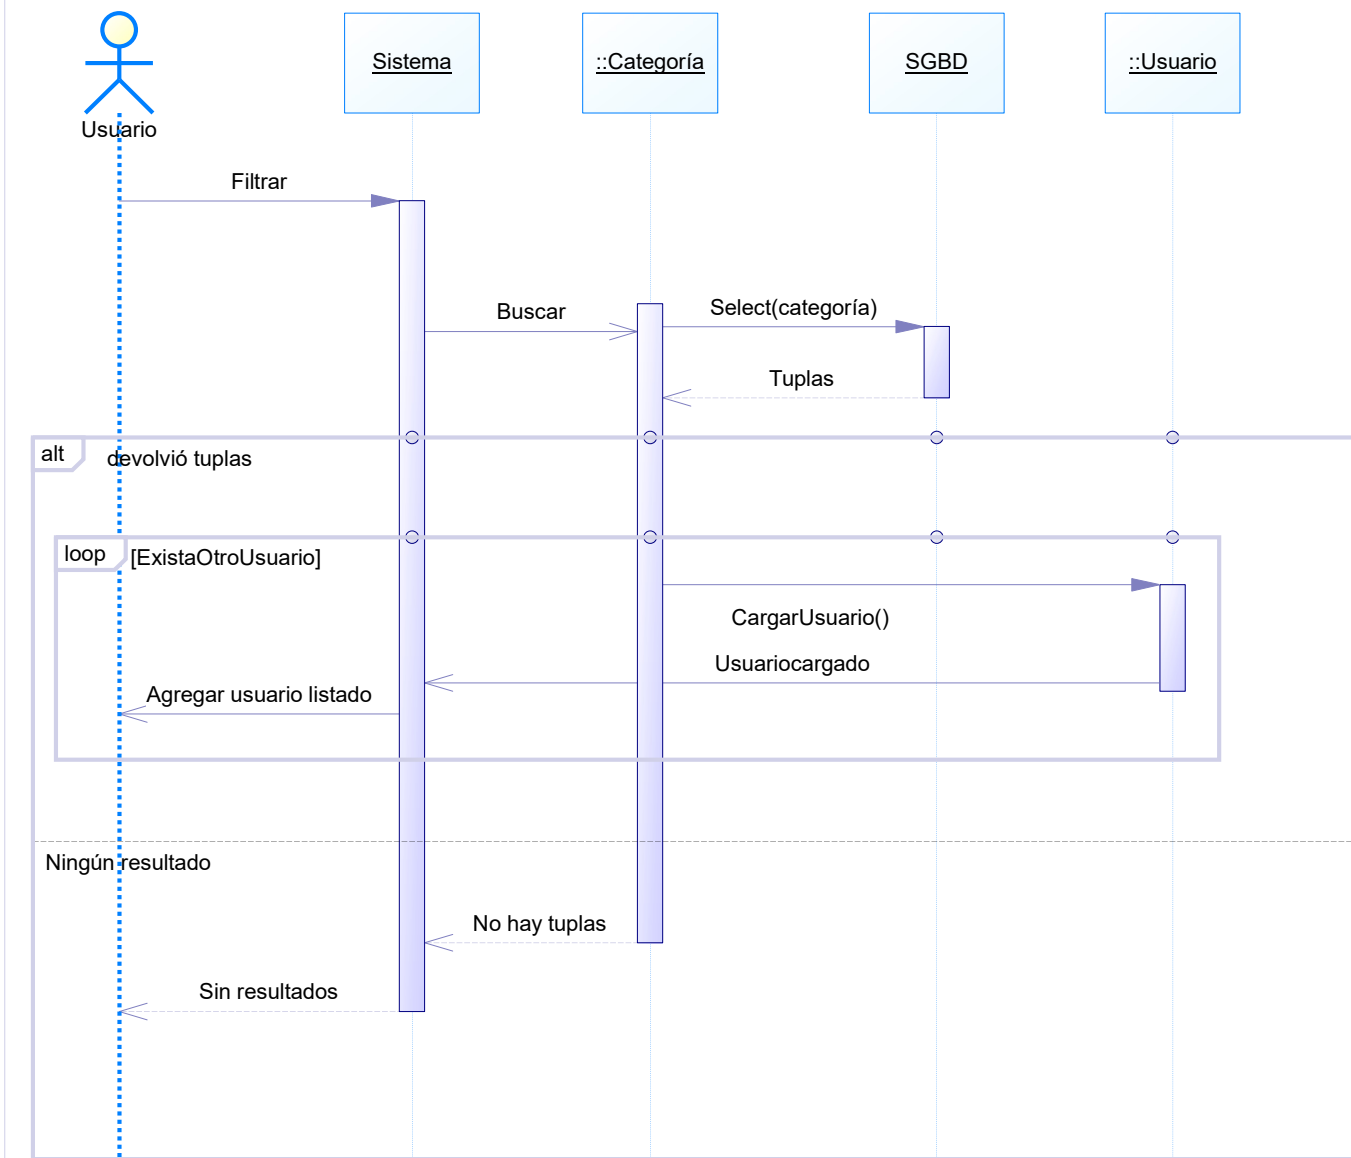 Usuario
Sistema
::Categoría
SGBD
::Usuario
Filtrar
Buscar
Select(categoría)
Tuplas
alt
devolvió tuplas
loop
[ExistaOtroUsuario]
CargarUsuario()
Usuariocargado
Agregar usuario listado
Ningún resultado
No hay tuplas
Sin resultados